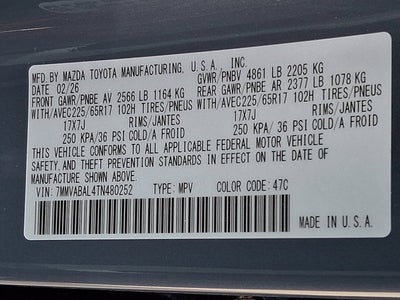 MFD. BY MAZDA TOYOTA MANUFACTURING, U.S.A., INC.
DATE 02/26 GVWR/PNBV 4861 LB 2205 KG
FRONT GAWR/PNBE AV 2566 LB 1164 KG REAR GAWR/PNBE AR 2377 LB 1078 KG
WITH/AVEC225/65R17 102H TIRES/PNEUS WITH/AVEC225/65R17 102H TIRES/PNEUS
17X7J RIMS/JANTES 17X7J RIMS/JANTES
250 KPA/36 PSI COLD/A FROID 250 KPA/36 PSI COLD/A FROID
THIS VEHICLE CONFORMS TO ALL APPLICABLE FEDERAL MOTOR VEHICLE
SAFETY, AND THEFT PREVENTION STANDARDS IN EFFECT ON THE DATE OF
MANUFACTURE SHOWN ABOVE.
VIN: 7MMVABAL4TN480252 TYPE: MPV COLOR CODE: 47C
MADE IN U.S.A.